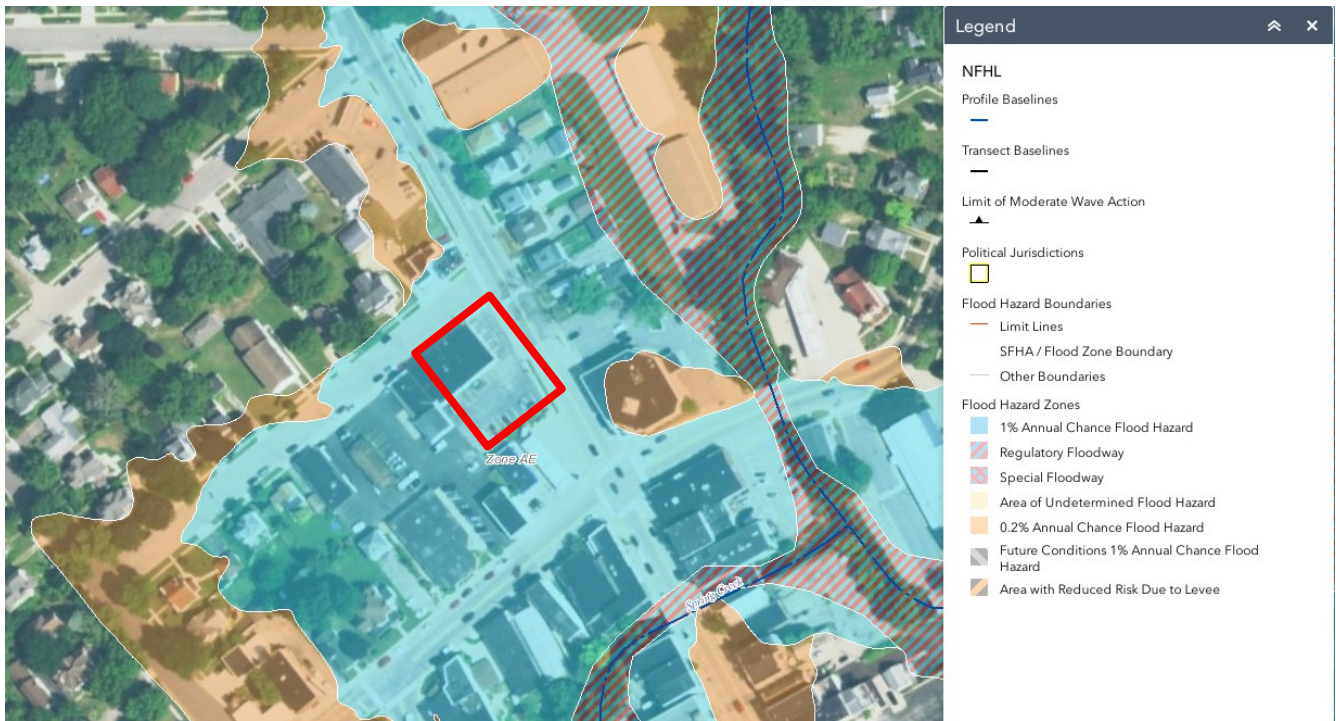 Zone AE
Spring Creek
Legend
NFHL
Profile Baselines
Transect Baselines
Limit of Moderate Wave Action
Political Jurisdictions
Flood Hazard Boundaries
Limit Lines
SFHA / Flood Zone Boundary
Other Boundaries
Flood Hazard Zones
1% Annual Chance Flood Hazard
Regulatory Floodway
Special Floodway
Area of Undetermined Flood Hazard
0.2% Annual Chance Flood Hazard
Future Conditions 1% Annual Chance Flood
Hazard
Area with Reduced Risk Due to Levee